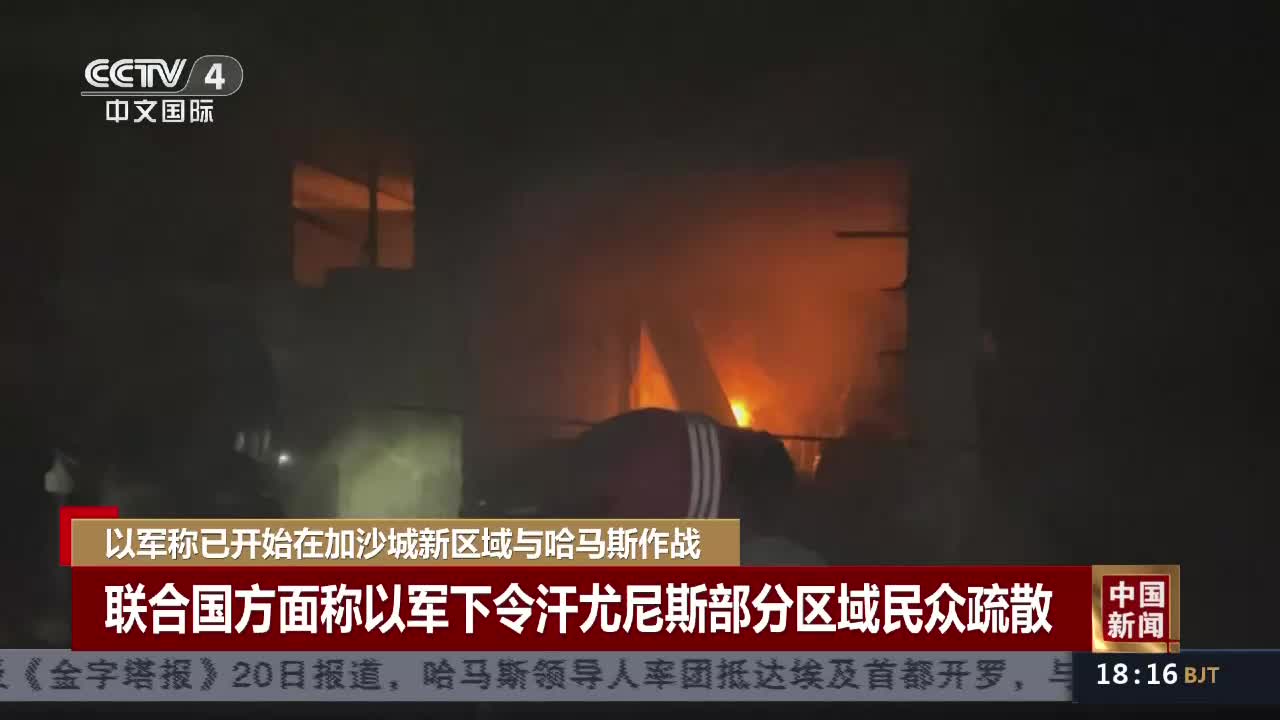 CCTV 4
中文国际
以军称已开始在加沙城新区域与哈马斯作战
联合国方面称以军下令汗尤尼斯部分区域民众疏散
中国
新闻
《金字塔报》20日报道，哈马斯领导人率团抵达埃及首都开罗，与
18:16 BJT